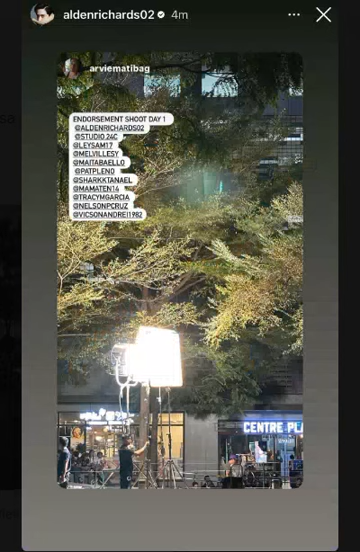 aldenrichards02 4m
arviematibag
ENDORSEMENT SHOOT DAY 1
@ALDENRICHARDS02
@STUDIO.24C
@LEYSAM17
@MELVILLESY
@MAITABAELLO
@PATPLENO
@SHARKKTANAEL
@MAMATEN14
@TRACYMGARCIA
@NELSONPCRUZ
@VICSONANDREI1982
CENTRE-PL